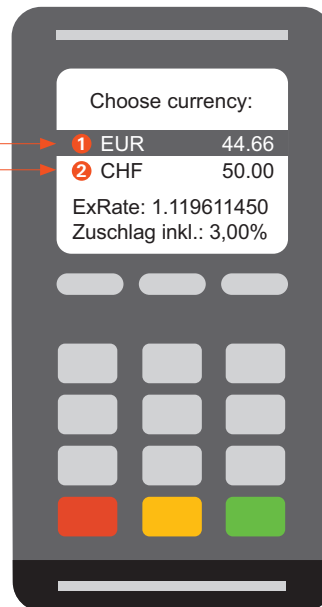 Choose currency:
1 EUR 44.66
2 CHF 50.00
ExRate: 1.119611450
Zuschlag inkl.: 3,00%